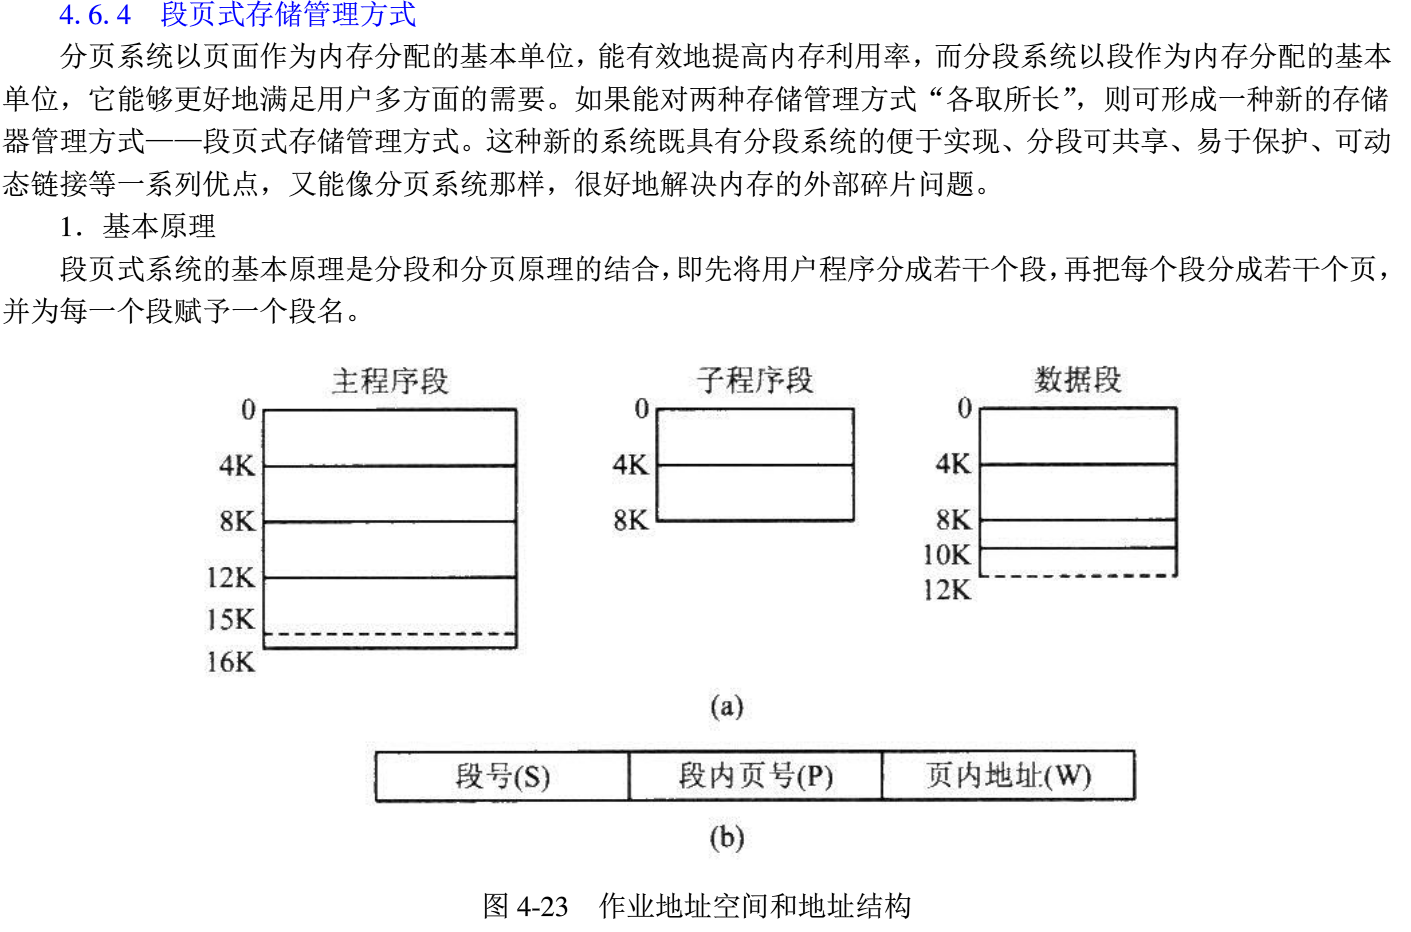 4.6.4 段页式存储管理方式
分页系统以页面作为内存分配的基本单位，能有效地提高内存利用率，而分段系统以段作为内存分配的基本
单位，它能够更好地满足用户多方面的需要。如果能对两种存储管理方式“各取所长”，则可形成一种新的存储
器管理方式——段页式存储管理方式。这种新的系统既具有分段系统的便于实现、分段可共享、易于保护、可动
态链接等一系列优点，又能像分页系统那样，很好地解决内存的外部碎片问题。
1．基本原理
段页式系统的基本原理是分段和分页原理的结合，即先将用户程序分成若干个段，再把每个段分成若干个页，
并为每一个段赋予一个段名。
主程序段
0
4K
8K
12K
15K
16K
子程序段
0
4K
8K
数据段
0
4K
8K
10K
12K
(a)
段号(S) 段内页号(P) 页内地址(W)
(b)
图 4-23 作业地址空间和地址结构